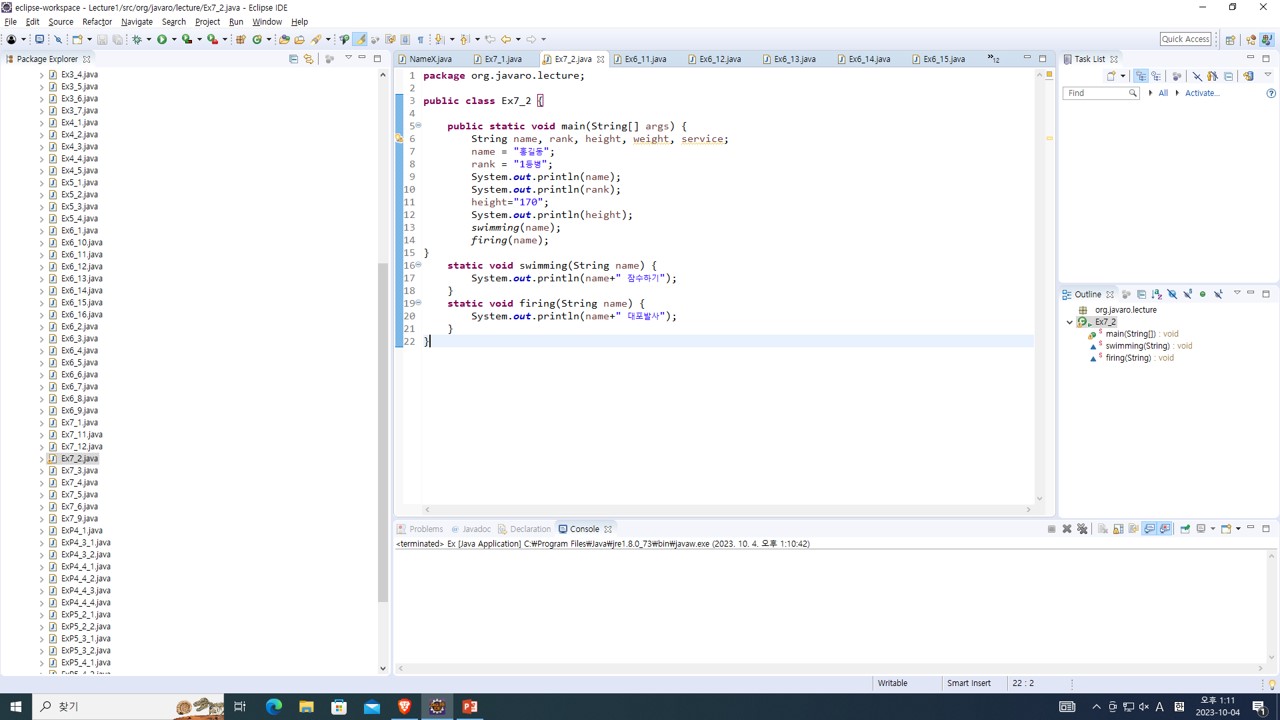 eclipse-workspace - Lecture1/src/org/javaro/lecture/Ex7_2.java - Eclipse IDE
File Edit Source Refactor Navigate Search Project Run Window Help
Quick Access
Package Explorer
Ex3_4.java
Ex3_5.java
Ex3_6.java
Ex3_7.java
Ex4_1.java
Ex4_2.java
Ex4_3.java
Ex4_4.java
Ex4_5.java
Ex5_1.java
Ex5_2.java
Ex5_3.java
Ex5_4.java
Ex6_1.java
Ex6_10.java
Ex6_11.java
Ex6_12.java
Ex6_13.java
Ex6_14.java
Ex6_15.java
Ex6_16.java
Ex6_2.java
Ex6_3.java
Ex6_4.java
Ex6_5.java
Ex6_6.java
Ex6_7.java
Ex6_8.java
Ex6_9.java
Ex7_1.java
Ex7_11.java
Ex7_12.java
Ex7_2.java
Ex7_3.java
Ex7_4.java
Ex7_5.java
Ex7_6.java
Ex7_9.java
ExP4_1.java
ExP4_3_1.java
ExP4_3_2.java
ExP4_4_1.java
ExP4_4_2.java
ExP4_4_3.java
ExP4_4_4.java
ExP5_2_1.java
ExP5_2_2.java
ExP5_3_1.java
ExP5_3_2.java
ExP5_4_1.java
NameX.java Ex7_1.java Ex7_2.java Ex6_11.java Ex6_12.java Ex6_13.java Ex6_14.java Ex6_15.java »12
1 package org.javaro.lecture;
2
3 public class Ex7_2 {
4
5 public static void main(String[] args) {
6 String name, rank, height, weight, service;
7 name = "홍길동";
8 rank = "1등병";
9 System.out.println(name);
10 System.out.println(rank);
11 height="170";
12 System.out.println(height);
13 swimming(name);
14 firing(name);
15 }
16 static void swimming(String name) {
17 System.out.println(name+" 잠수하기");
18 }
19 static void firing(String name) {
20 System.out.println(name+" 대포발사");
21 }
22 }
Task List
Find All Activate...
Outline
org.javaro.lecture
Ex7_2
main(String[]) : void
swimming(String) : void
firing(String) : void
Problems Javadoc Declaration Console
<terminated> Ex [Java Application] C:₩Program Files₩Java₩jre1.8.0_73₩bin₩javaw.exe (2023. 10. 4. 오후 1:10:42)
Writable Smart Insert 22 : 2
찾기
A 漢 오후 1:11
2023-10-04
1